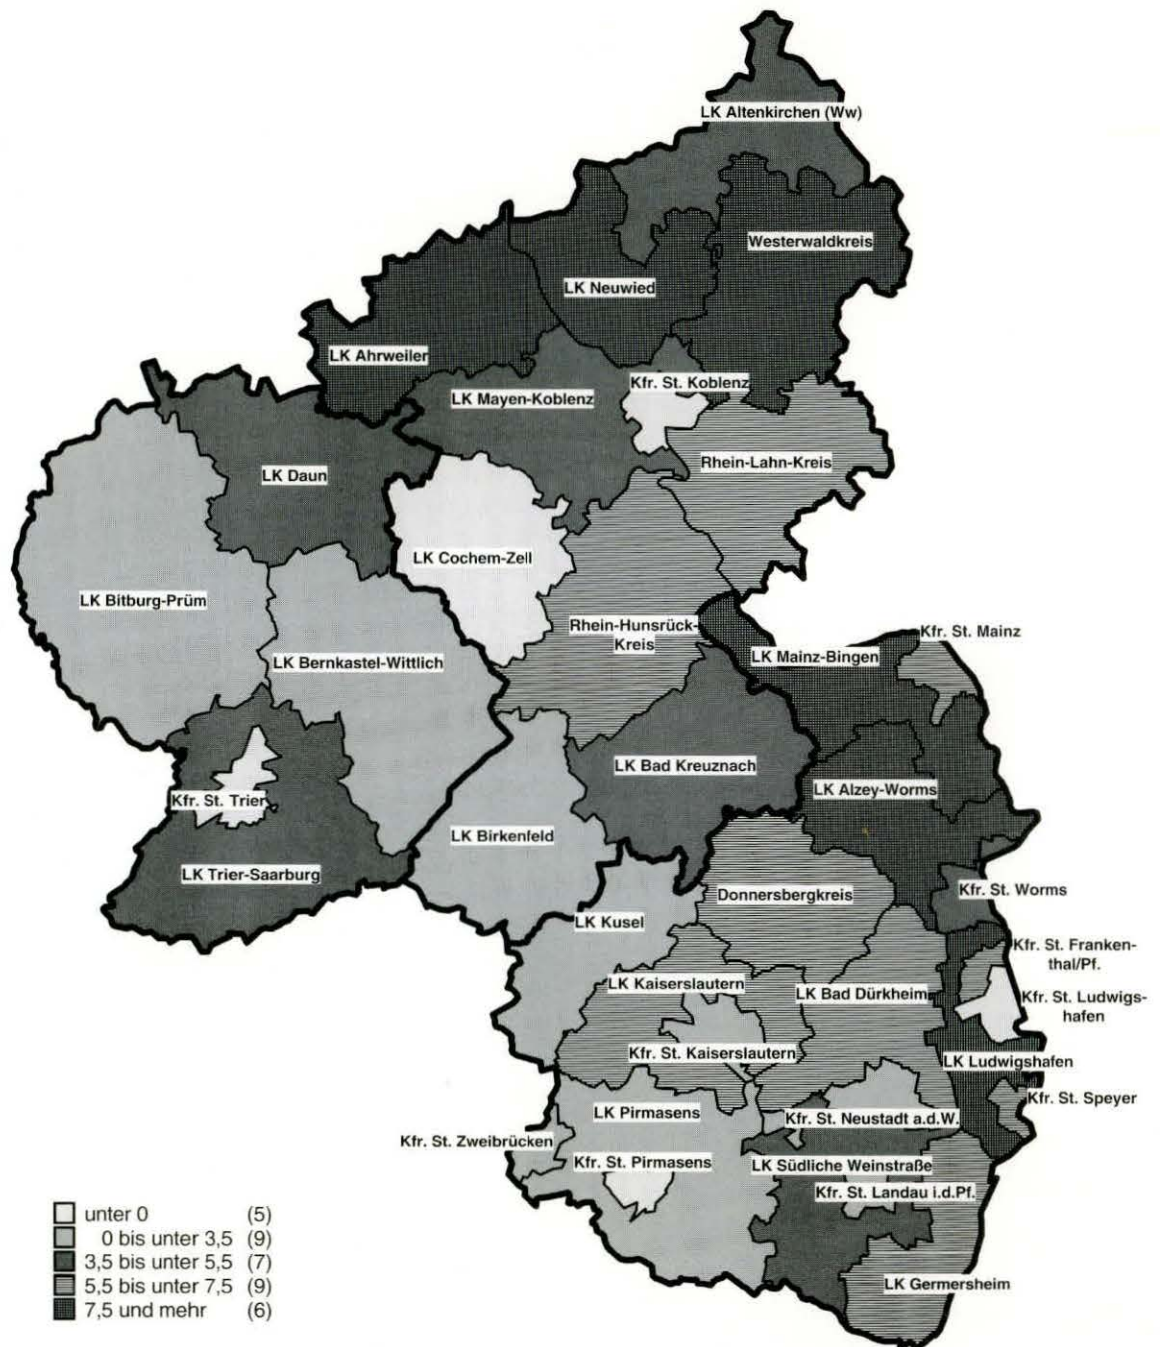 LK Altenkirchen (Ww)
Westerwaldkreis
LK Neuwied
LK Ahrweiler
Kfr. St. Koblenz
LK Mayen-Koblenz
Rhein-Lahn-Kreis
LK Daun
LK Cochem-Zell
LK Bitburg-Prüm
Rhein-Hunsrück-
Kreis
Kfr. St. Mainz
LK Mainz-Bingen
LK Bernkastel-Wittlich
LK Bad Kreuznach
LK Alzey-Worms
Kfr. St. Trier
LK Birkenfeld
LK Trier-Saarburg
Kfr. St. Worms
Donnersbergkreis
LK Kusel
Kfr. St. Franken-
thal/Pf.
LK Kaiserslautern
LK Bad Dürkheim
Kfr. St. Ludwigs-
hafen
Kfr. St. Kaiserslautern
LK Ludwigshafen
Kfr. St. Speyer
LK Pirmasens
Kfr. St. Neustadt a.d.W.
Kfr. St. Zweibrücken
Kfr. St. Pirmasens
LK Südliche Weinstraße
Kfr. St. Landau i.d.Pf.
LK Germersheim
unter 0 (5)
0 bis unter 3,5 (9)
3,5 bis unter 5,5 (7)
5,5 bis unter 7,5 (9)
7,5 und mehr (6)